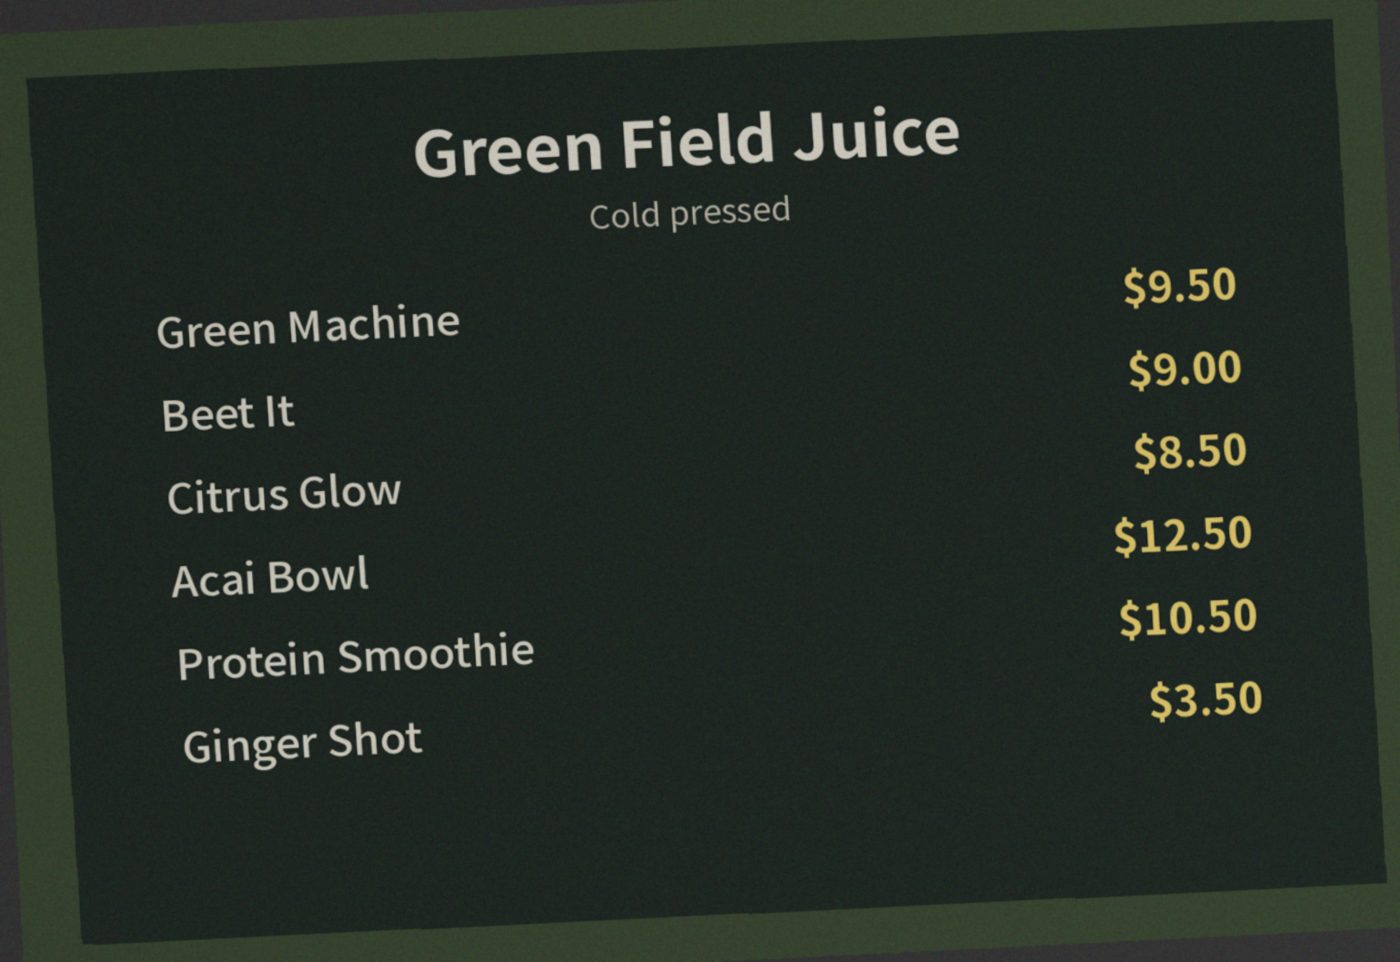 Green Field Juice
Cold pressed
Green Machine $9.50
Beet It $9.00
Citrus Glow $8.50
Acai Bowl $12.50
Protein Smoothie $10.50
Ginger Shot $3.50